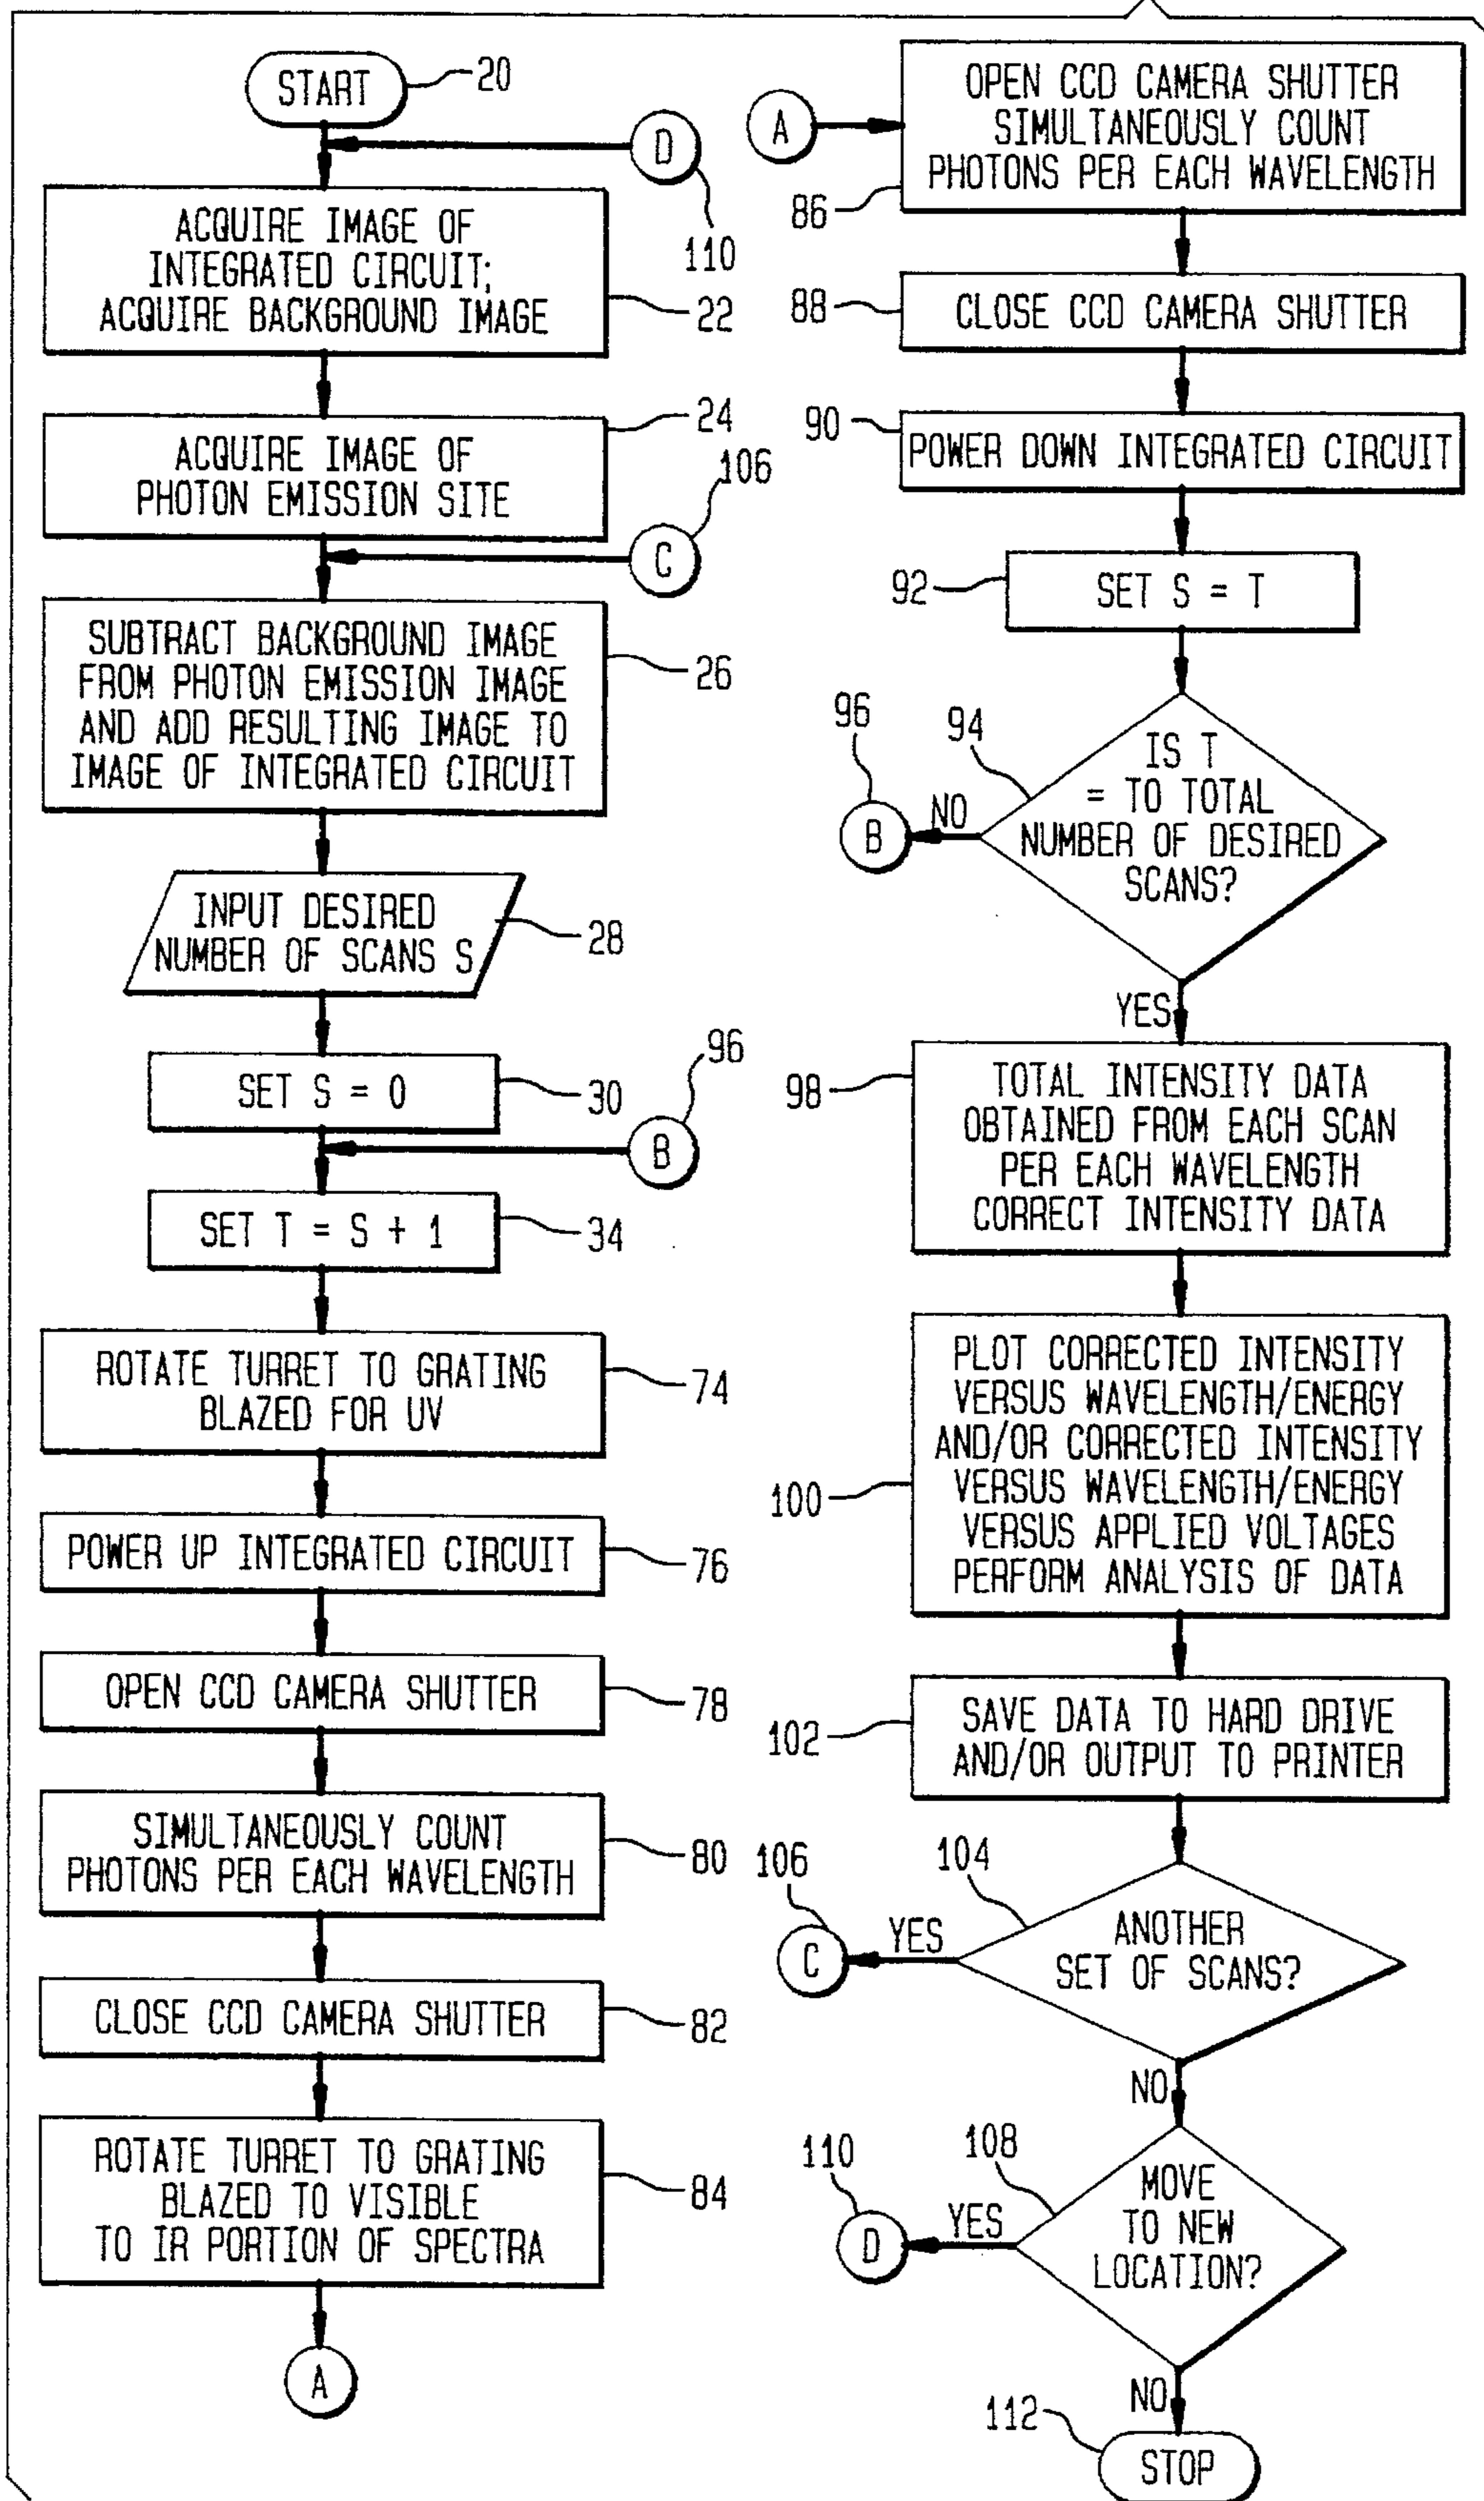 START
20
D
110
ACQUIRE IMAGE OF
INTEGRATED CIRCUIT;
ACQUIRE BACKGROUND IMAGE
22
ACQUIRE IMAGE OF
PHOTON EMISSION SITE
24
106
C
SUBTRACT BACKGROUND IMAGE
FROM PHOTON EMISSION IMAGE
AND ADD RESULTING IMAGE TO
IMAGE OF INTEGRATED CIRCUIT
26
INPUT DESIRED
NUMBER OF SCANS S
28
SET S = 0
30
96
B
SET T = S + 1
34
ROTATE TURRET TO GRATING
BLAZED FOR UV
74
POWER UP INTEGRATED CIRCUIT
76
OPEN CCD CAMERA SHUTTER
78
SIMULTANEOUSLY COUNT
PHOTONS PER EACH WAVELENGTH
80
CLOSE CCD CAMERA SHUTTER
82
ROTATE TURRET TO GRATING
BLAZED TO VISIBLE
TO IR PORTION OF SPECTRA
84
A
A
OPEN CCD CAMERA SHUTTER
SIMULTANEOUSLY COUNT
PHOTONS PER EACH WAVELENGTH
86
88
CLOSE CCD CAMERA SHUTTER
90
POWER DOWN INTEGRATED CIRCUIT
92
SET S = T
96
94
B
NO
IS T
= TO TOTAL
NUMBER OF DESIRED
SCANS?
YES
98
TOTAL INTENSITY DATA
OBTAINED FROM EACH SCAN
PER EACH WAVELENGTH
CORRECT INTENSITY DATA
100
PLOT CORRECTED INTENSITY
VERSUS WAVELENGTH/ENERGY
AND/OR CORRECTED INTENSITY
VERSUS WAVELENGTH/ENERGY
VERSUS APPLIED VOLTAGES
PERFORM ANALYSIS OF DATA
102
SAVE DATA TO HARD DRIVE
AND/OR OUTPUT TO PRINTER
106
104
C
YES
ANOTHER
SET OF SCANS?
NO
110
108
D
YES
MOVE
TO NEW
LOCATION?
NO
112
STOP